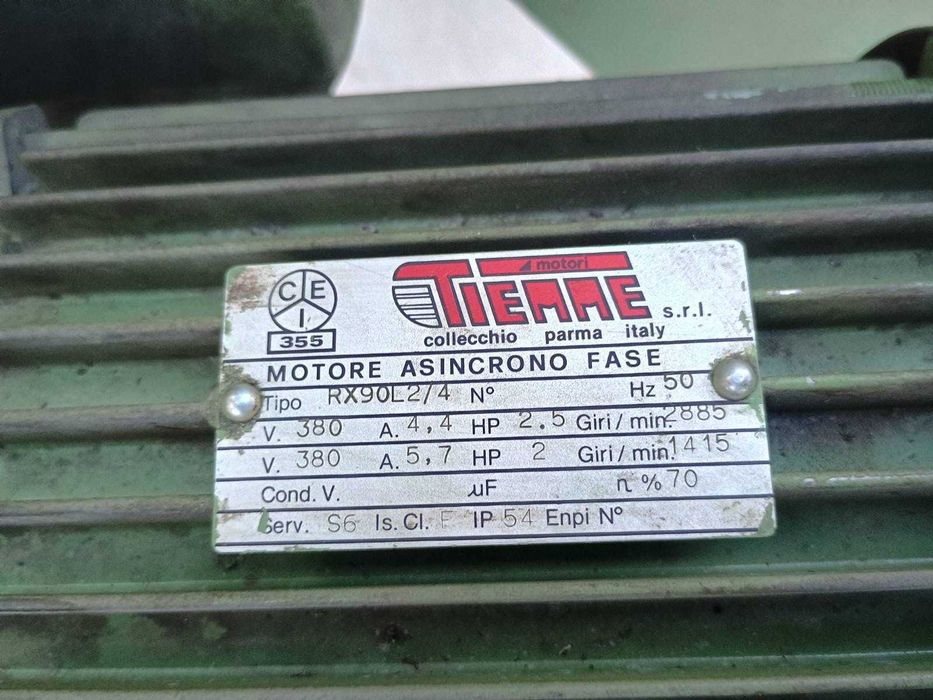 CEI
355
motori
TIEMME s.r.l.
collecchio parma italy
MOTORE ASINCRONO FASE
Tipo RX90L2/4 N° Hz 50
V. 380 A. 4,4 HP 2.5 Giri/min. 2885
V. 380 A. 5,7 HP 2 Giri/min. 1415
Cond. V. µF η % 70
Serv. S6 Is. Cl. F IP 54 Enpi N°